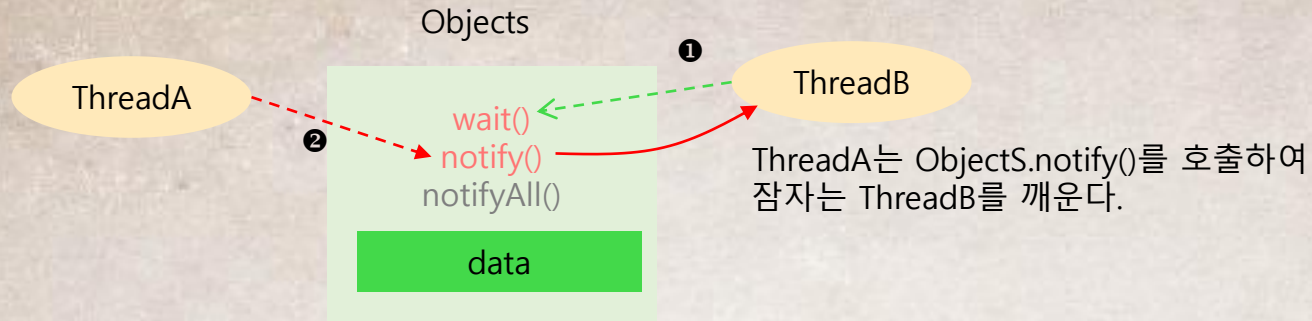 Objects
❶
ThreadA
ThreadB
wait()
❷
notify()
notifyAll()
data
ThreadA는 ObjectS.notify()를 호출하여
잠자는 ThreadB를 깨운다.